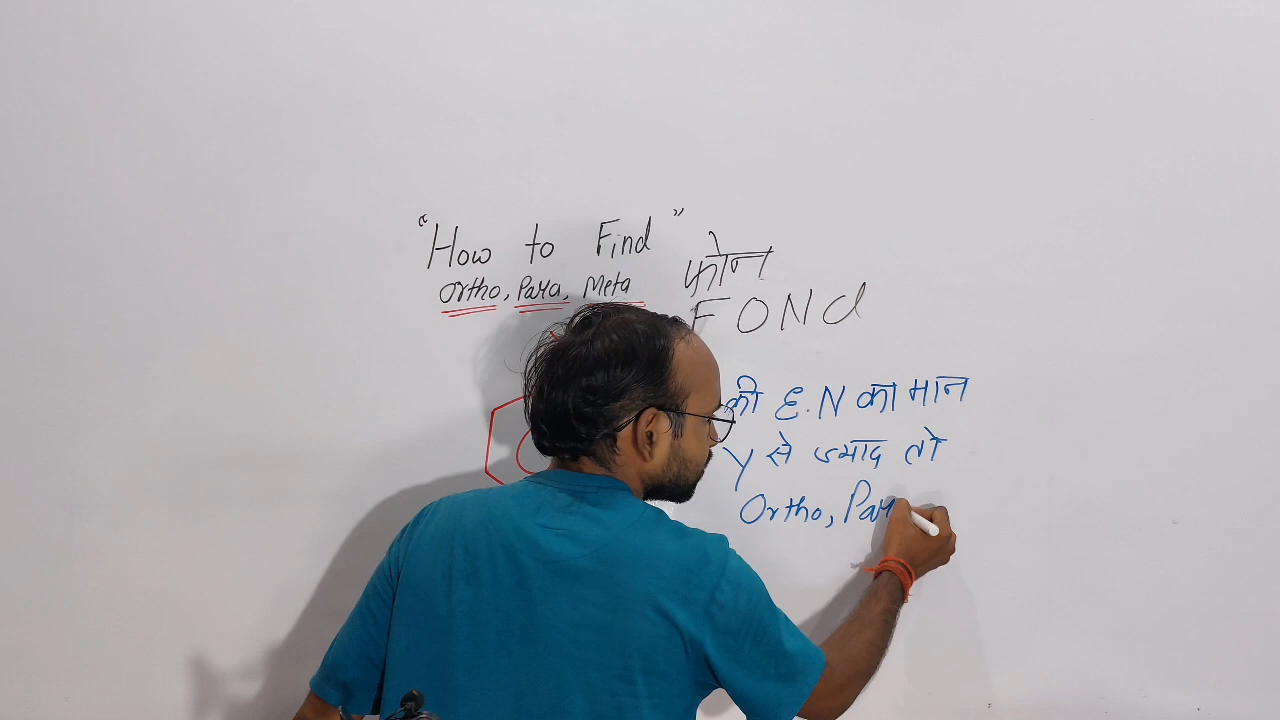 "How to Find"
Ortho, Para, Meta
फोन
FONCl
की E.N का मान
Y से ज्याद तो
Ortho, Par